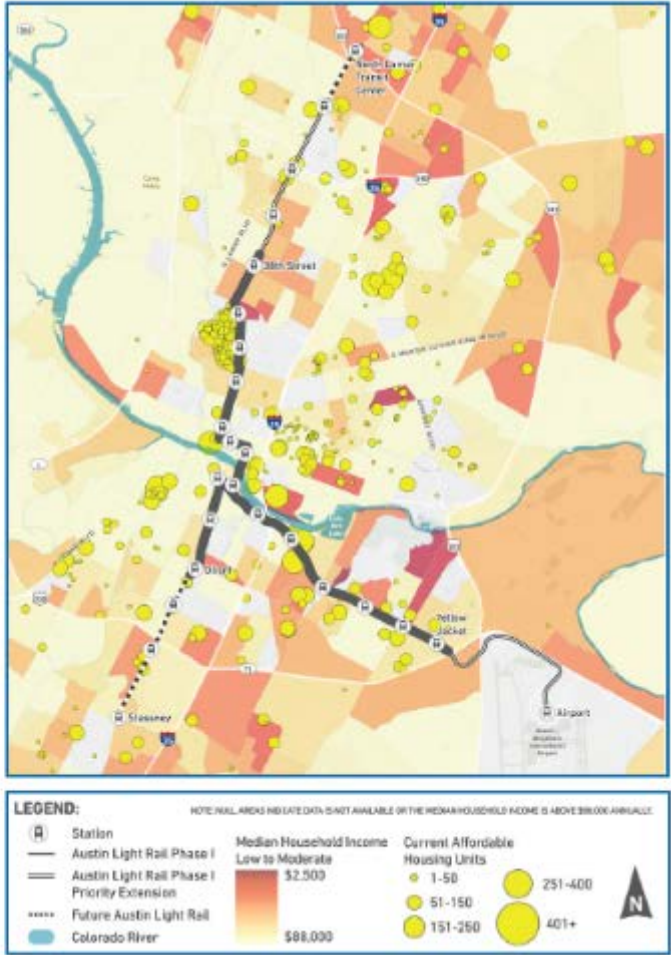 North Lamar
Transit
Center
38th Street
Oltorf
Yellow
Jacket
Stassney
Airport
LEGEND:
NOTE: NULL AREAS INDICATE DATA IS NOT AVAILABLE OR THE MEDIAN HOUSEHOLD INCOME IS ABOVE $88,000 ANNUALLY.
Station
Austin Light Rail Phase I
Austin Light Rail Phase I
Priority Extension
Future Austin Light Rail
Colorado River
Median Household Income
Low to Moderate
$2,500
$88,000
Current Affordable
Housing Units
1-50
51-150
151-250
251-400
401+
N